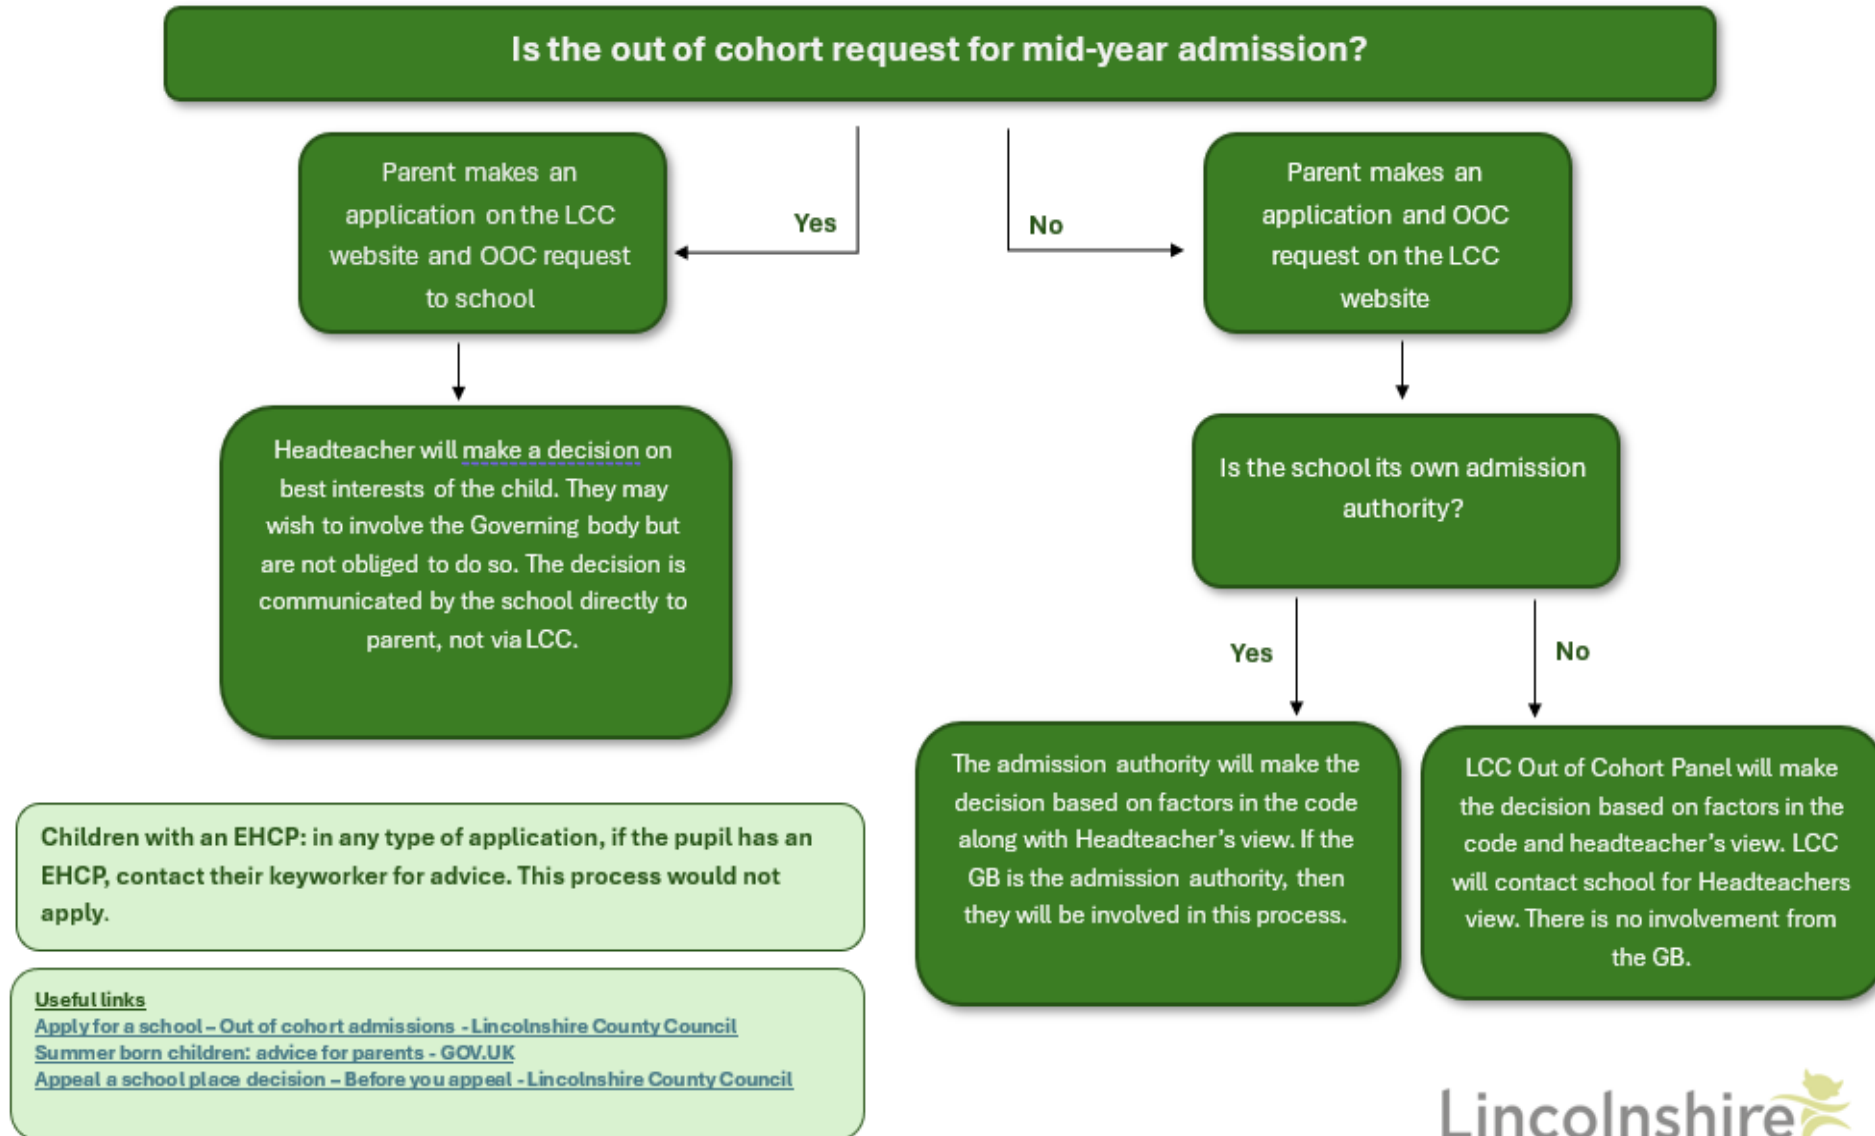 Is the out of cohort request for mid-year admission?
Parent makes an
application on the LCC
website and OOC request
to school
Yes
No
Parent makes an
application and OOC
request on the LCC
website
Headteacher will make a decision on
best interests of the child. They may
wish to involve the Governing body but
are not obliged to do so. The decision is
communicated by the school directly to
parent, not via LCC.
Is the school its own admission
authority?
Yes
No
The admission authority will make the
decision based on factors in the code
along with Headteacher’s view. If the
GB is the admission authority, then
they will be involved in this process.
LCC Out of Cohort Panel will make
the decision based on factors in the
code and headteacher’s view. LCC
will contact school for Headteachers
view. There is no involvement from
the GB.
Children with an EHCP: in any type of application, if the pupil has an
EHCP, contact their keyworker for advice. This process would not
apply.
Useful links
Apply for a school – Out of cohort admissions - Lincolnshire County Council
Summer born children: advice for parents - GOV.UK
Appeal a school place decision – Before you appeal - Lincolnshire County Council
Lincolnshire